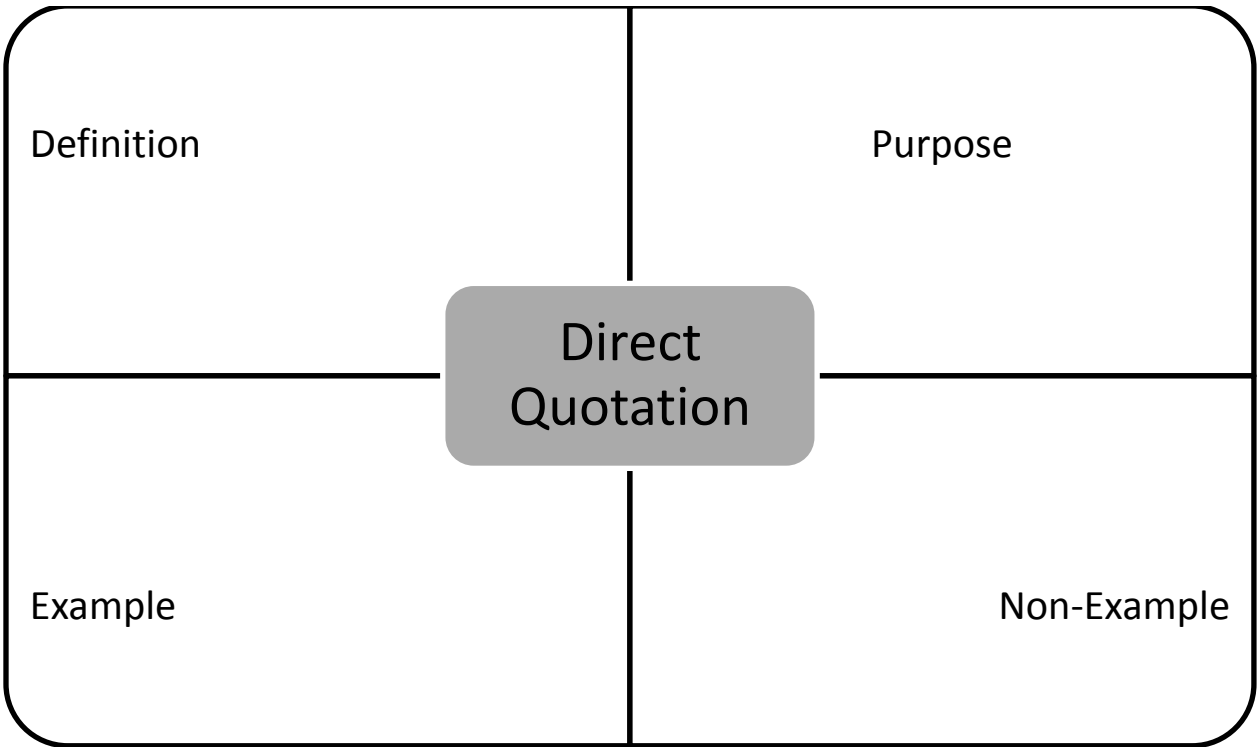 Definition
Purpose
Direct
Quotation
Example
Non-Example